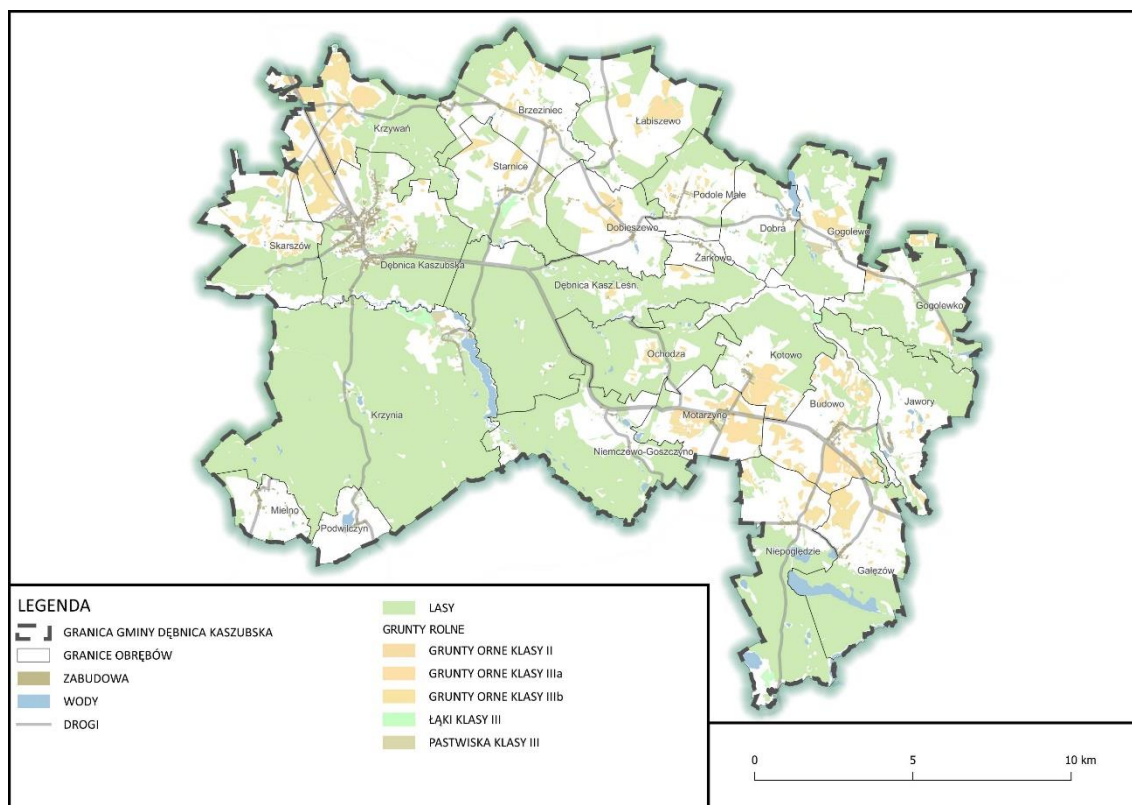 Brzeziniec
Łabiszewo
Krzywań
Starnice
Podole Małe
Skarszów
Dobieszewo
Dobra
Gogolewo
Dębnica Kaszubska
Żarkowo
Dębnica Kasz.Leśn.
Gogolewko
Ochodza
Kotowo
Krzynia
Motarzyno
Budowo
Jawory
Niemczewo-Goszczyno
Mielno
Podwilczyn
Niepoględzie
Gałęzów
LEGENDA
GRANICA GMINY DĘBNICA KASZUBSKA
GRANICE OBRĘBÓW
ZABUDOWA
WODY
DROGI
LASY
GRUNTY ROLNE
GRUNTY ORNE KLASY II
GRUNTY ORNE KLASY IIIa
GRUNTY ORNE KLASY IIIb
ŁĄKI KLASY III
PASTWISKA KLASY III
0 5 10 km